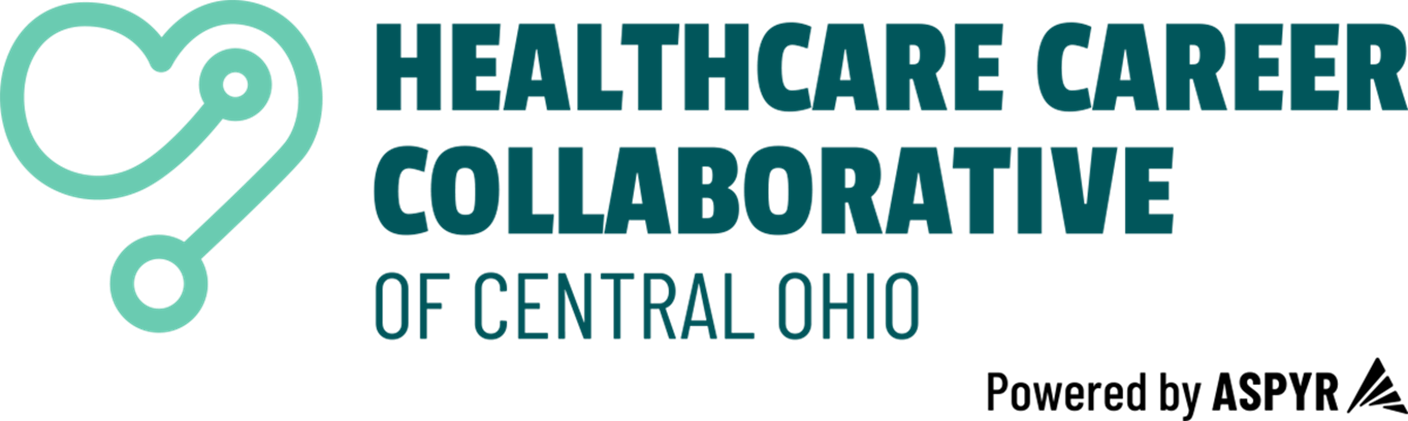 HEALTHCARE CAREER
COLLABORATIVE
OF CENTRAL OHIO
Powered by ASPYR